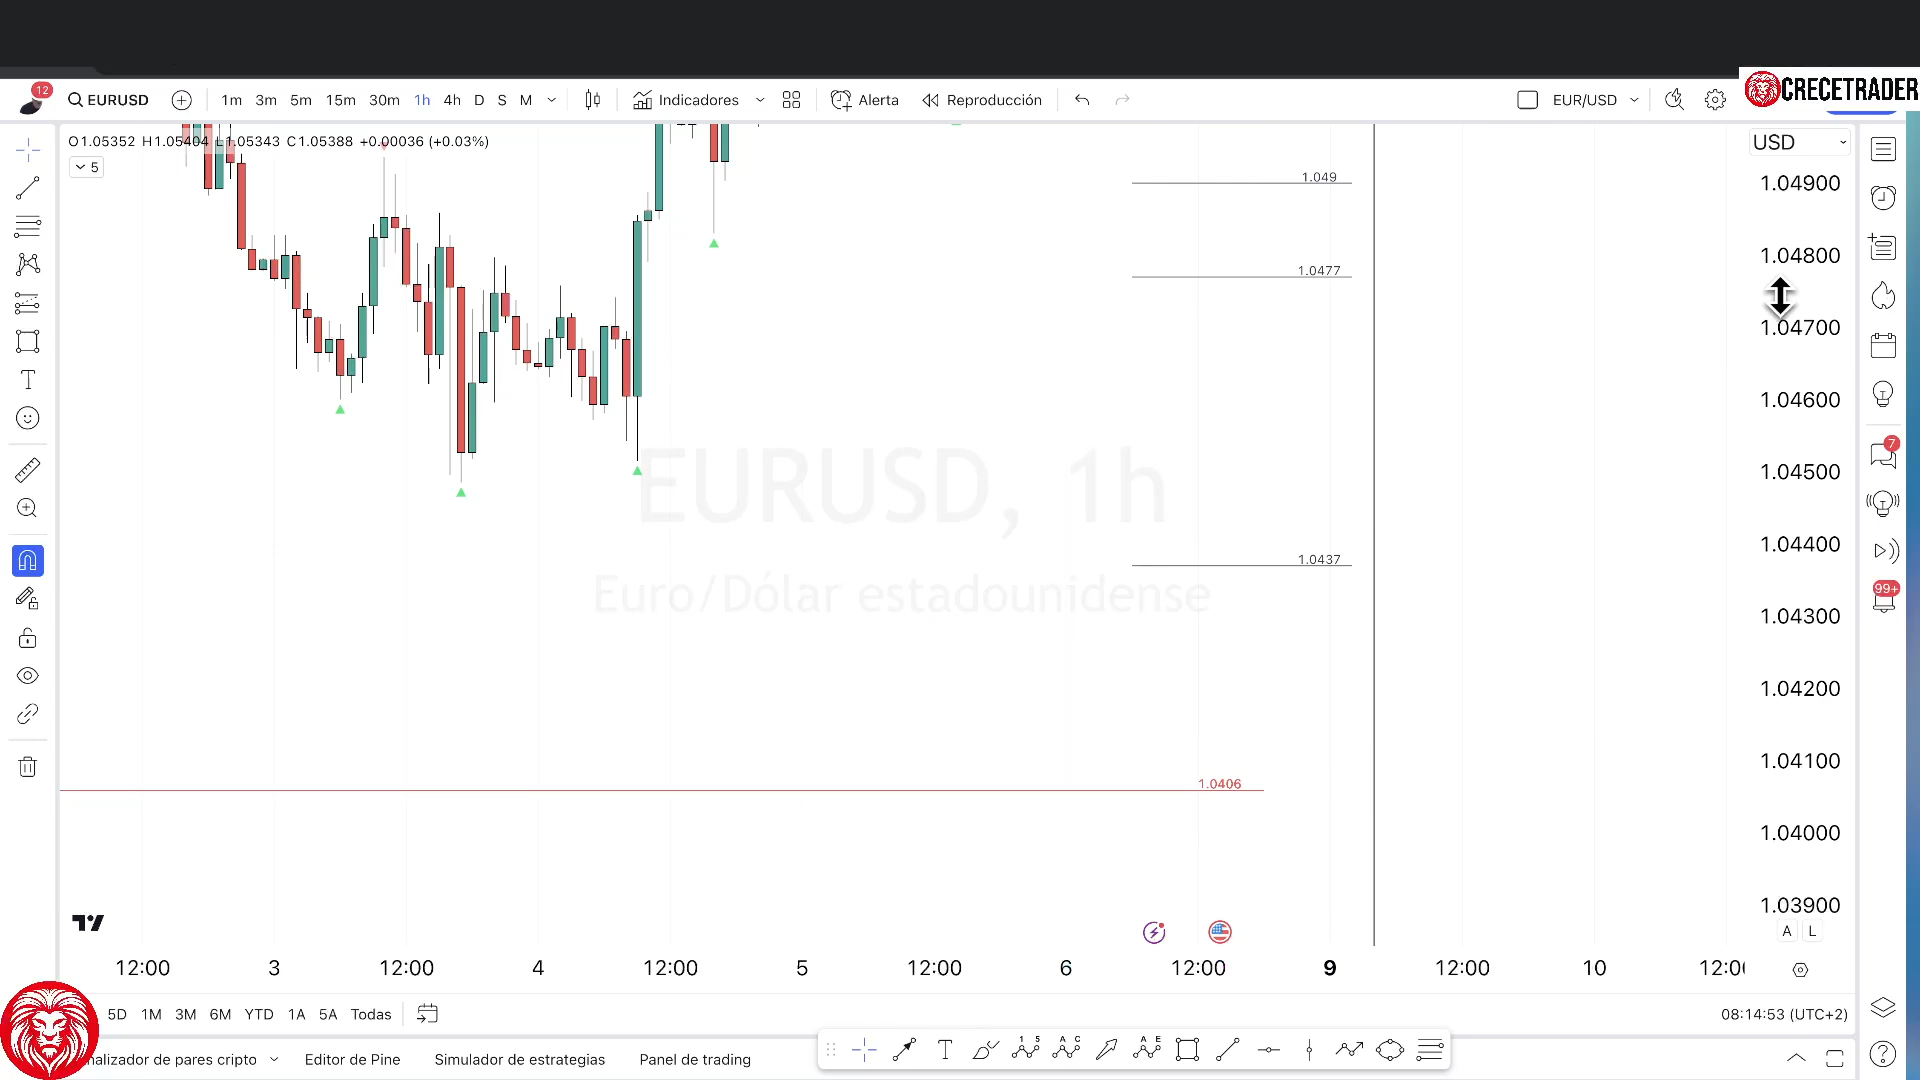 CRECETRADER
12
EURUSD
1m 3m 5m 15m 30m 1h 4h D S M
Indicadores
Alerta
Reproducción
EUR/USD
O1.05352 H1.05404 L1.05343 C1.05388 +0.00036 (+0.03%)
5
USD
1.04900
1.04800
1.04700
1.04600
1.04500
1.04400
1.04300
1.04200
1.04100
1.04000
1.03900
1.049
1.0477
1.0437
1.0406
EURUSD, 1h
Euro/Dólar estadounidense
7
99+
T
A L
12:00 3 12:00 4 12:00 5 12:00 6 12:00 9 12:00 10
5D 1M 3M 6M YTD 1A 5A Todas
08:14:53 (UTC+2)
Editor de Pine
Simulador de estrategias
Panel de trading